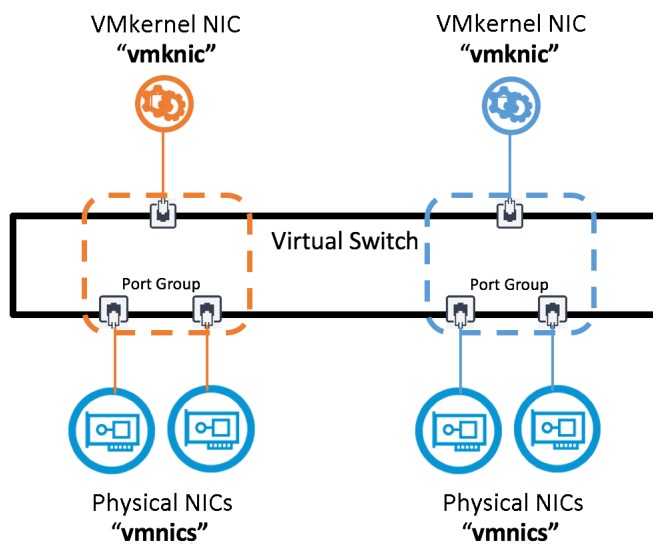 VMkernel NIC
“vmknic”
VMkernel NIC
“vmknic”
Virtual Switch
Port Group
Port Group
Physical NICs
“vmnics”
Physical NICs
“vmnics”